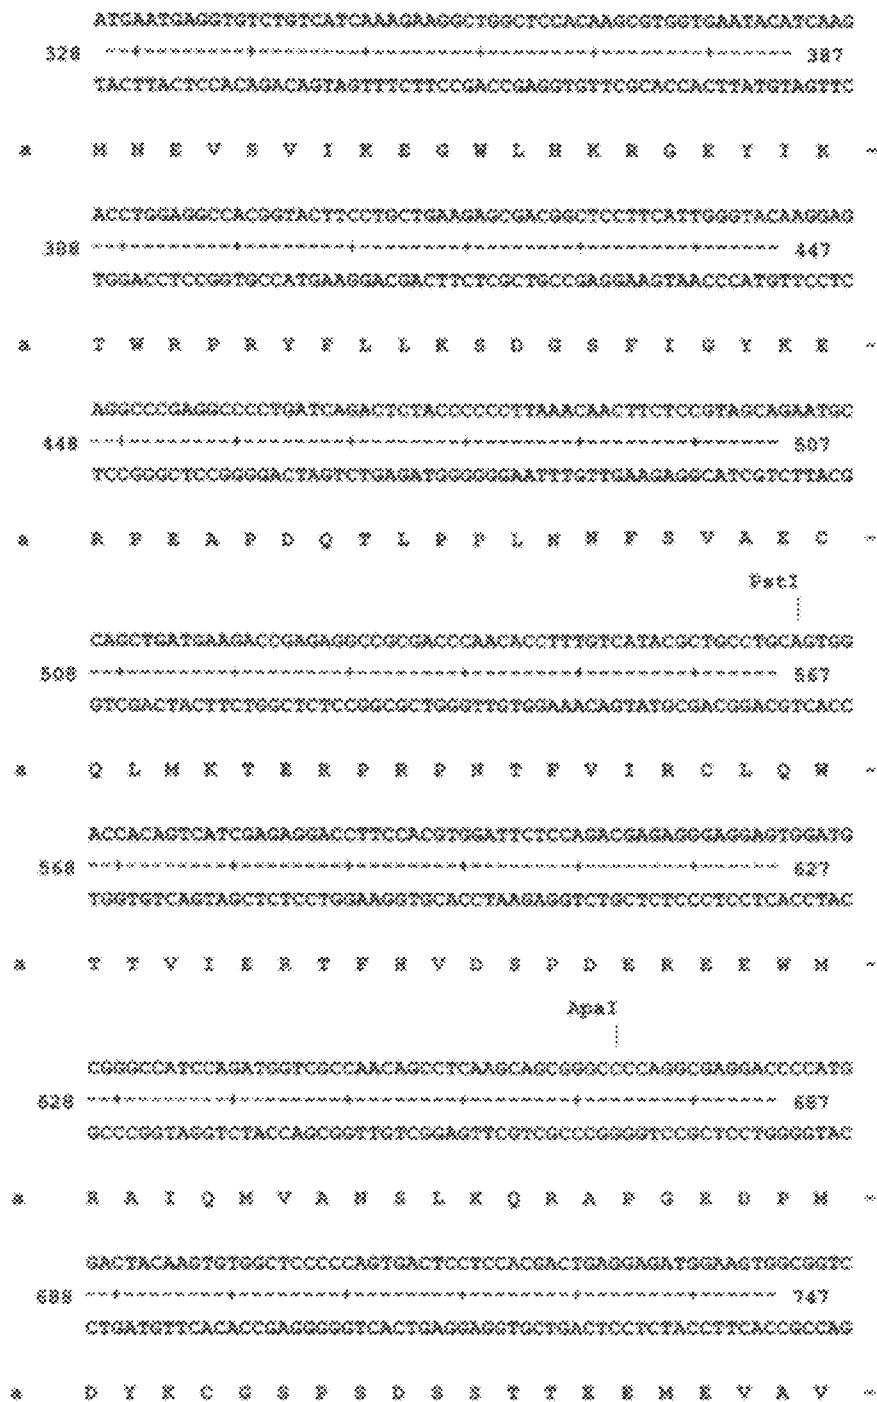 ATGAATGAGGTGTCTGTCATCAAAGAAGGCTGGCTCCACAAGCGTGGTGAATACATCAAG
328 --+---------+---------+---------+---------+---------+------- 387
TACTTACTCCACAGACAGTAGTTTCTTCCGACCGAGGTGTTCGCACCACTTATGTAGTTC
a M N E V S V I K E G W L H K R G E Y I K ~
ACCTGGAGGCCACGGTACTTCCTGCTGAAGAGCGACGGCTCCTTCATTGGGTACAAGGAG
388 --+---------+---------+---------+---------+---------+------- 447
TGGACCTCCGGTGCCATGAAGGACGACTTCTCGCTGCCGAGGAAGTAACCCATGTTCCTC
a T W R P R Y F L L K S D G S F I G Y K E ~
AGGCCCGAGGCCCCTGATCAGACTCTACCCCCCTTAAACAACTTCTCCGTAGCAGAATGC
448 --+---------+---------+---------+---------+---------+------- 507
TCCGGGCTCCGGGGACTAGTCTGAGATGGGGGGAATTTGTTGAAGAGGCATCGTCTTACG
a R P E A P D Q T L P P L N N F S V A E C ~
PstI
CAGCTGATGAAGACCGAGAGGCCGCGACCCAACACCTTTGTCATACGCTGCCTGCAGTGG
508 --+---------+---------+---------+---------+---------+------- 567
GTCGACTACTTCTGGCTCTCCGGCGCTGGGTTGTGGAAACAGTATGCGACGGACGTCACC
a Q L M K T E R P R P N T F V I R C L Q W ~
ACCACAGTCATCGAGAGGACCTTCCACGTGGATTCTCCAGACGAGAGGGAGGAGTGGATG
568 --+---------+---------+---------+---------+---------+------- 627
TGGTGTCAGTAGCTCTCCTGGAAGGTGCACCTAAGAGGTCTGCTCTCCCTCCTCACCTAC
a T T V I E R T F H V D S P D E R E E W M ~
ApaI
CGGGCCATCCAGATGGTCGCCAACAGCCTCAAGCAGCGGGCCCCAGGCGAGGACCCCATG
628 --+---------+---------+---------+---------+---------+------- 687
GCCCGGTAGGTCTACCAGCGGTTGTCGGAGTTCGTCGCCCGGGGTCCGCTCCTGGGGTAC
a R A I Q M V A N S L K Q R A P G E D P M ~
GACTACAAGTGTGGCTCCCCCAGTGACTCCTCCACGACTGAGGAGATGGAAGTGGCGGTC
688 --+---------+---------+---------+---------+---------+------- 747
CTGATGTTCACACCGAGGGGGTCACTGAGGAGGTGCTGACTCCTCTACCTTCACCGCCAG
a D Y K C G S P S D S S T T E E M E V A V ~